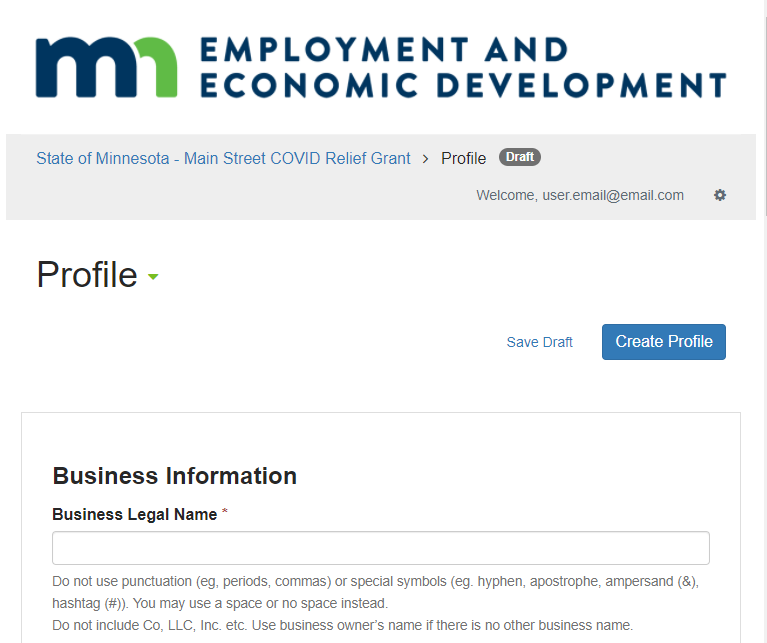 mn EMPLOYMENT AND
ECONOMIC DEVELOPMENT
State of Minnesota - Main Street COVID Relief Grant > Profile Draft
Welcome, user.email@email.com
Profile
Save Draft Create Profile
Business Information
Business Legal Name *
Do not use punctuation (eg, periods, commas) or special symbols (eg. hyphen, apostrophe, ampersand (&),
hashtag (#)). You may use a space or no space instead.
Do not include Co, LLC, Inc. etc. Use business owner's name if there is no other business name.